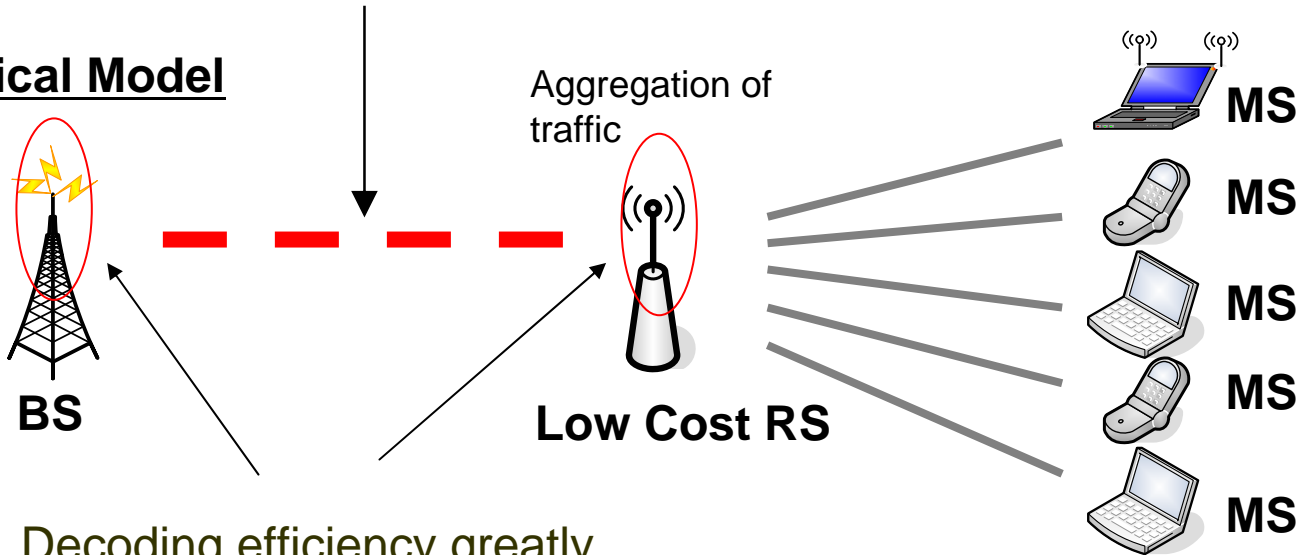 ical Model
Aggregation of
traffic
MS
MS
MS
MS
MS
BS
Low Cost RS
Decoding efficiency greatly